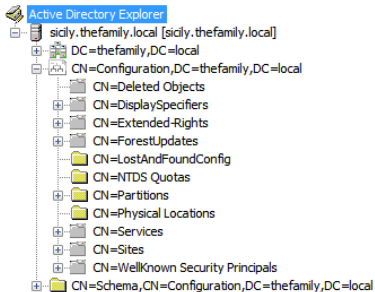 Active Directory Explorer
sicily.thefamily.local [sicily.thefamily.local]
DC=thefamily,DC=local
CN=Configuration,DC=thefamily,DC=local
CN=Deleted Objects
CN=DisplaySpecifiers
CN=Extended-Rights
CN=ForestUpdates
CN=LostAndFoundConfig
CN=NTDS Quotas
CN=Partitions
CN=Physical Locations
CN=Services
CN=Sites
CN=WellKnown Security Principals
CN=Schema,CN=Configuration,DC=thefamily,DC=local